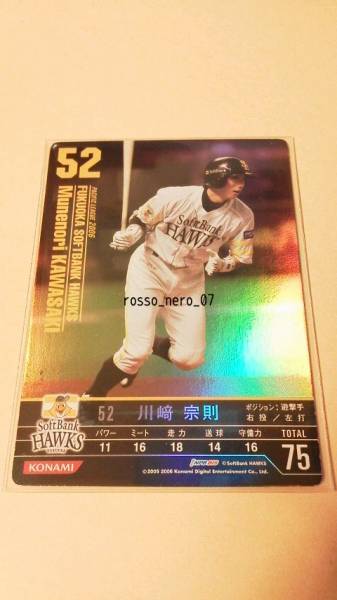 52
PACIFIC LEAGUE 2006
FUKUOKA SOFTBANK HAWKS
Munenori KAWASAKI
SoftBank
HAWKS
rosso_nero_07
52 川﨑 宗則
ポジション:遊撃手
右投/左打
パワー ミート 走力 送球 守備力 TOTAL
11 16 18 14 16 75
SoftBank
HAWKS
KONAMI
©SoftBank HAWKS
©2005 2006 Konami Digital Entertainment Co., Ltd.